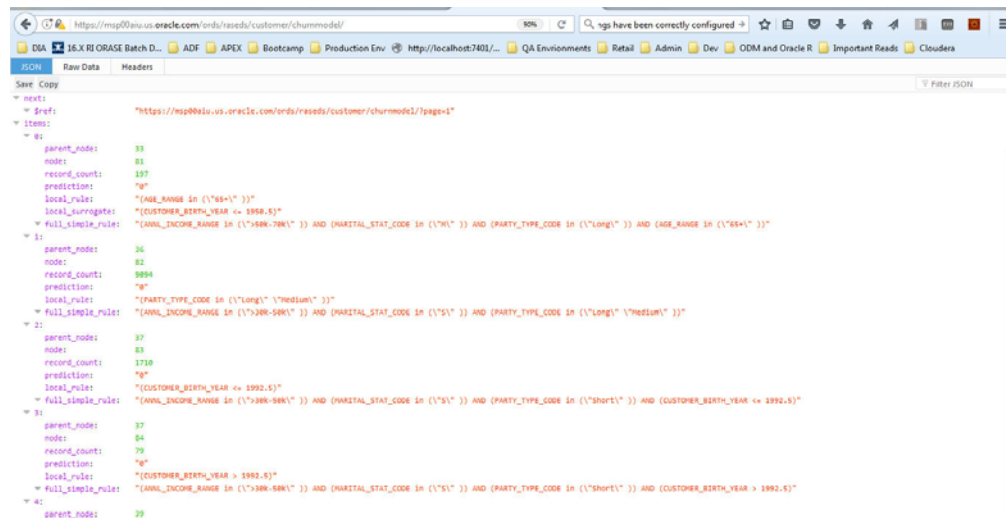 https://msp00aiu.us.oracle.com/ords/raseds/customer/churnmodel/ 90% ngs have been correctly configured →
DIA 16.X RI ORASE Batch D... ADF APEX Bootcamp Production Env http://localhost:7401/... QA Envrionments Retail Admin Dev ODM and Oracle R Important Reads Cloudera
JSON Raw Data Headers
Save Copy Filter JSON
next:
$ref: "https://msp00aiu.us.oracle.com/ords/raseds/customer/churnmodel/?page=1"
items:
0:
parent_node: 33
node: 81
record_count: 197
prediction: "0"
local_rule: "(AGE_RANGE in (\"65+\" ))"
local_surrogate: "(CUSTOMER_BIRTH_YEAR <= 1950.5)"
full_simple_rule: "(ANNL_INCOME_RANGE in (\">50k-70k\" )) AND (MARITAL_STAT_CODE in (\"M\" )) AND (PARTY_TYPE_CODE in (\"Long\" )) AND (AGE_RANGE in (\"65+\" ))"
1:
parent_node: 36
node: 82
record_count: 9094
prediction: "0"
local_rule: "(PARTY_TYPE_CODE in (\"Long\" \"Medium\" ))"
full_simple_rule: "(ANNL_INCOME_RANGE in (\">30k-50k\" )) AND (MARITAL_STAT_CODE in (\"S\" )) AND (PARTY_TYPE_CODE in (\"Long\" \"Medium\" ))"
2:
parent_node: 37
node: 83
record_count: 1710
prediction: "0"
local_rule: "(CUSTOMER_BIRTH_YEAR <= 1992.5)"
full_simple_rule: "(ANNL_INCOME_RANGE in (\">30k-50k\" )) AND (MARITAL_STAT_CODE in (\"S\" )) AND (PARTY_TYPE_CODE in (\"Short\" )) AND (CUSTOMER_BIRTH_YEAR <= 1992.5)"
3:
parent_node: 37
node: 84
record_count: 79
prediction: "0"
local_rule: "(CUSTOMER_BIRTH_YEAR > 1992.5)"
full_simple_rule: "(ANNL_INCOME_RANGE in (\">30k-50k\" )) AND (MARITAL_STAT_CODE in (\"S\" )) AND (PARTY_TYPE_CODE in (\"Short\" )) AND (CUSTOMER_BIRTH_YEAR > 1992.5)"
4:
parent_node: 39